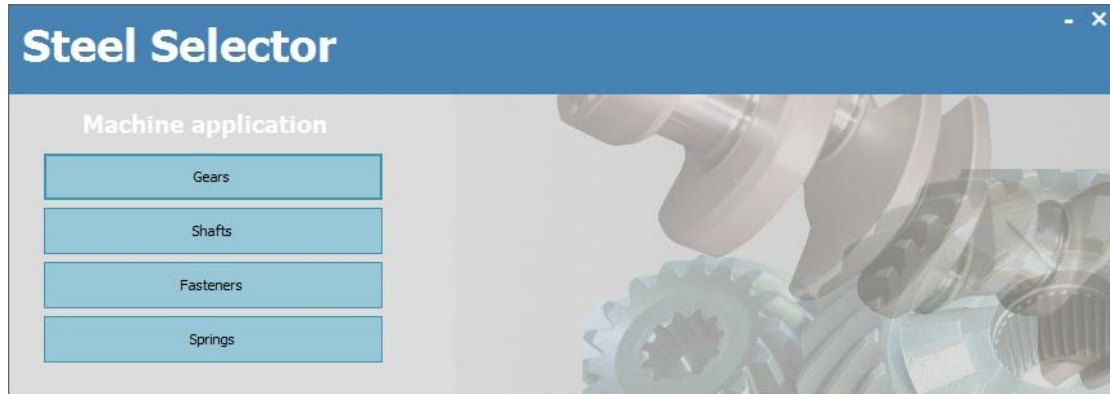 Steel Selector
Machine application
Gears
Shafts
Fasteners
Springs